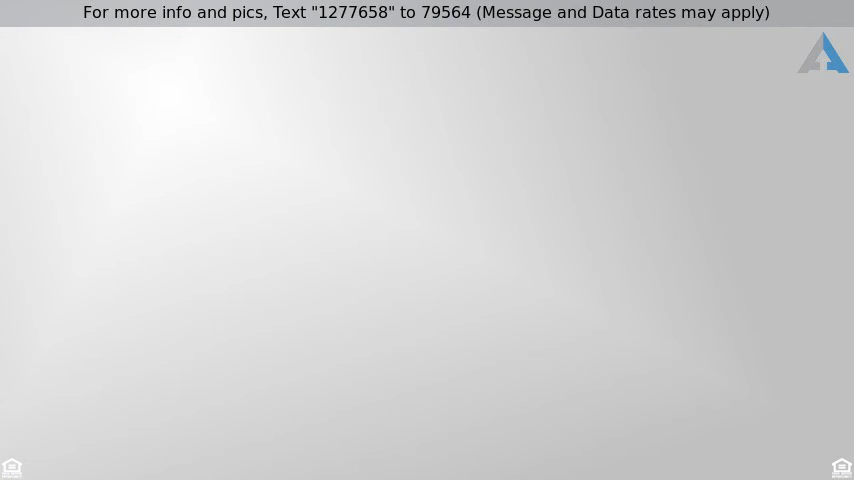 For more info and pics, Text "1277658" to 79564 (Message and Data rates may apply)